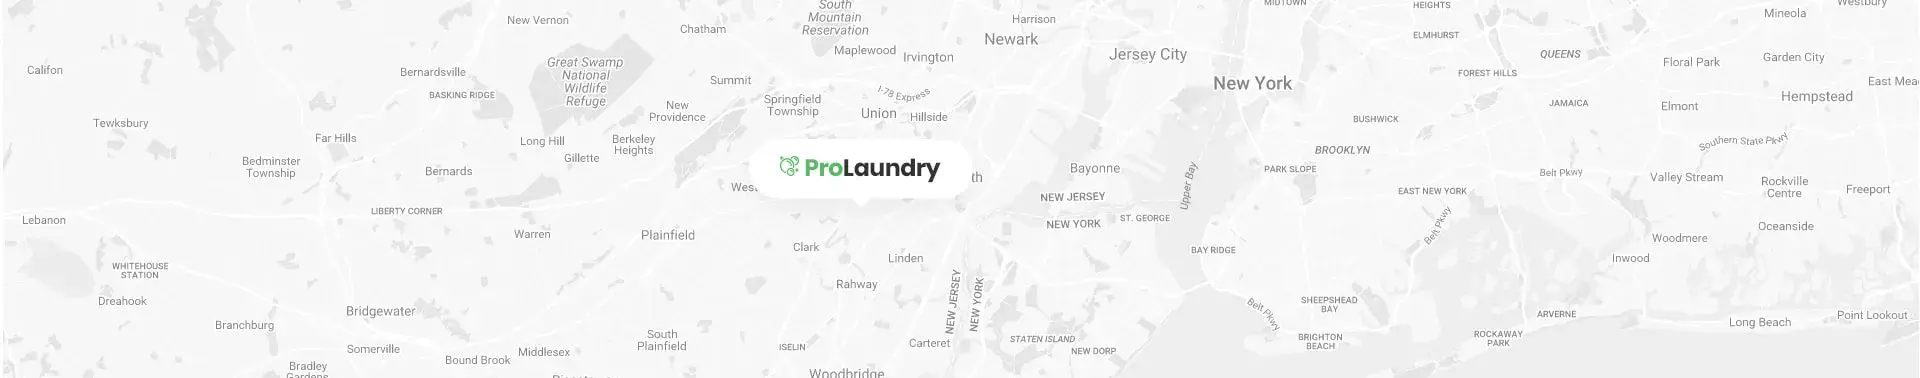 New Vernon
South
Mountain
Reservation
Harrison
MIDTOWN
HEIGHTS
Westbury
Mineola
Chatham
Newark
ELMHURST
Maplewood
Irvington
Jersey City
QUEENS
Garden City
Califon
Great Swamp
National
Wildlife
Refuge
Bernardsville
Summit
New York
Floral Park
FOREST HILLS
East Mea
BASKING RIDGE
I-78 Express
Springfield
Township
New
Providence
Union
Hillside
JAMAICA
Elmont
Hempstead
Tewksbury
BUSHWICK
Far Hills
Long Hill
Berkeley
Heights
Southern State Pkwy
BROOKLYN
Bedminster
Township
Gillette
Bernards
ProLaundry
Bayonne
Upper Bay
PARK SLOPE
Belt Pkwy
Valley Stream
Rockville
Centre
West
th
EAST NEW YORK
Freeport
LIBERTY CORNER
NEW JERSEY
Lebanon
ST. GEORGE
NEW YORK
Belt Pkwy
Oceanside
Warren
Plainfield
Clark
BAY RIDGE
Woodmere
Linden
Inwood
WHITEHOUSE
STATION
Rahway
NEW JERSEY
NEW YORK
Dreahook
SHEEPSHEAD
BAY
Belt Pkwy
Bridgewater
ARVERNE
Point Lookout
Branchburg
Long Beach
South
Plainfield
STATEN ISLAND
BRIGHTON
BEACH
ROCKAWAY
PARK
Somerville
Middlesex
ISELIN
Carteret
NEW DORP
Bound Brook
Bradley
Gardens
Woodbridge